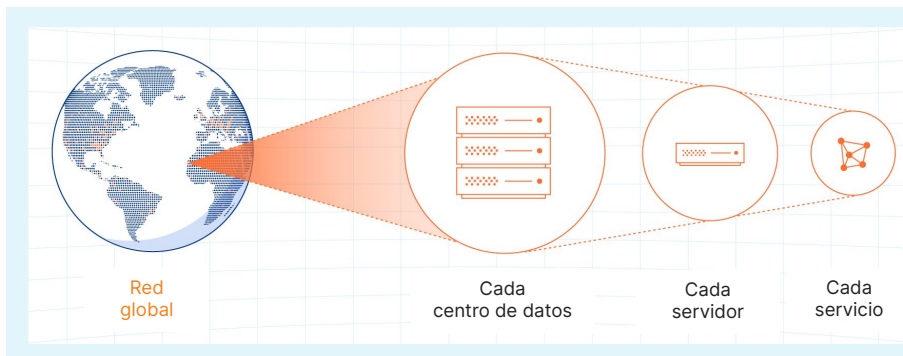 Red
global
Cada
centro de datos
Cada
servidor
Cada
servicio